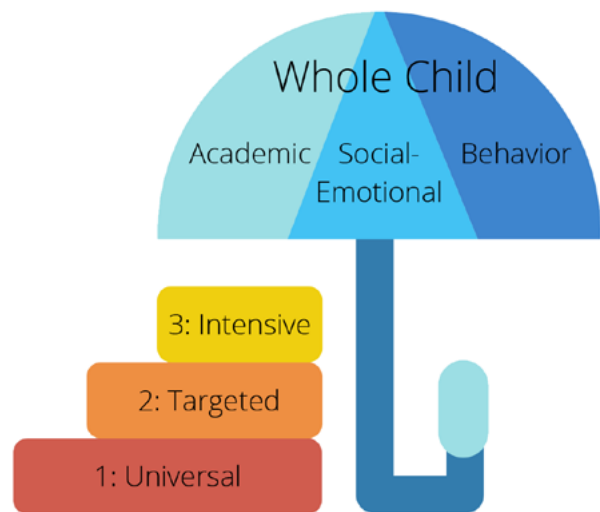 Whole Child
Academic
Social-
Emotional
Behavior
3: Intensive
2: Targeted
1: Universal